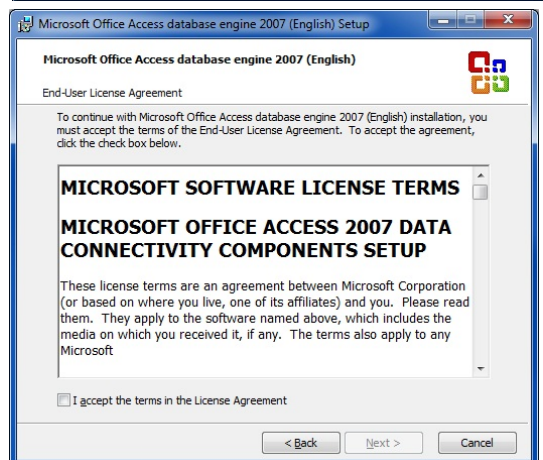 Microsoft Office Access database engine 2007 (English) Setup
Microsoft Office Access database engine 2007 (English)
End-User License Agreement
To continue with Microsoft Office Access database engine 2007 (English) installation, you
must accept the terms of the End-User License Agreement. To accept the agreement,
click the check box below.
MICROSOFT SOFTWARE LICENSE TERMS
MICROSOFT OFFICE ACCESS 2007 DATA
CONNECTIVITY COMPONENTS SETUP
These license terms are an agreement between Microsoft Corporation
(or based on where you live, one of its affiliates) and you. Please read
them. They apply to the software named above, which includes the
media on which you received it, if any. The terms also apply to any
Microsoft
I accept the terms in the License Agreement
< Back Next > Cancel